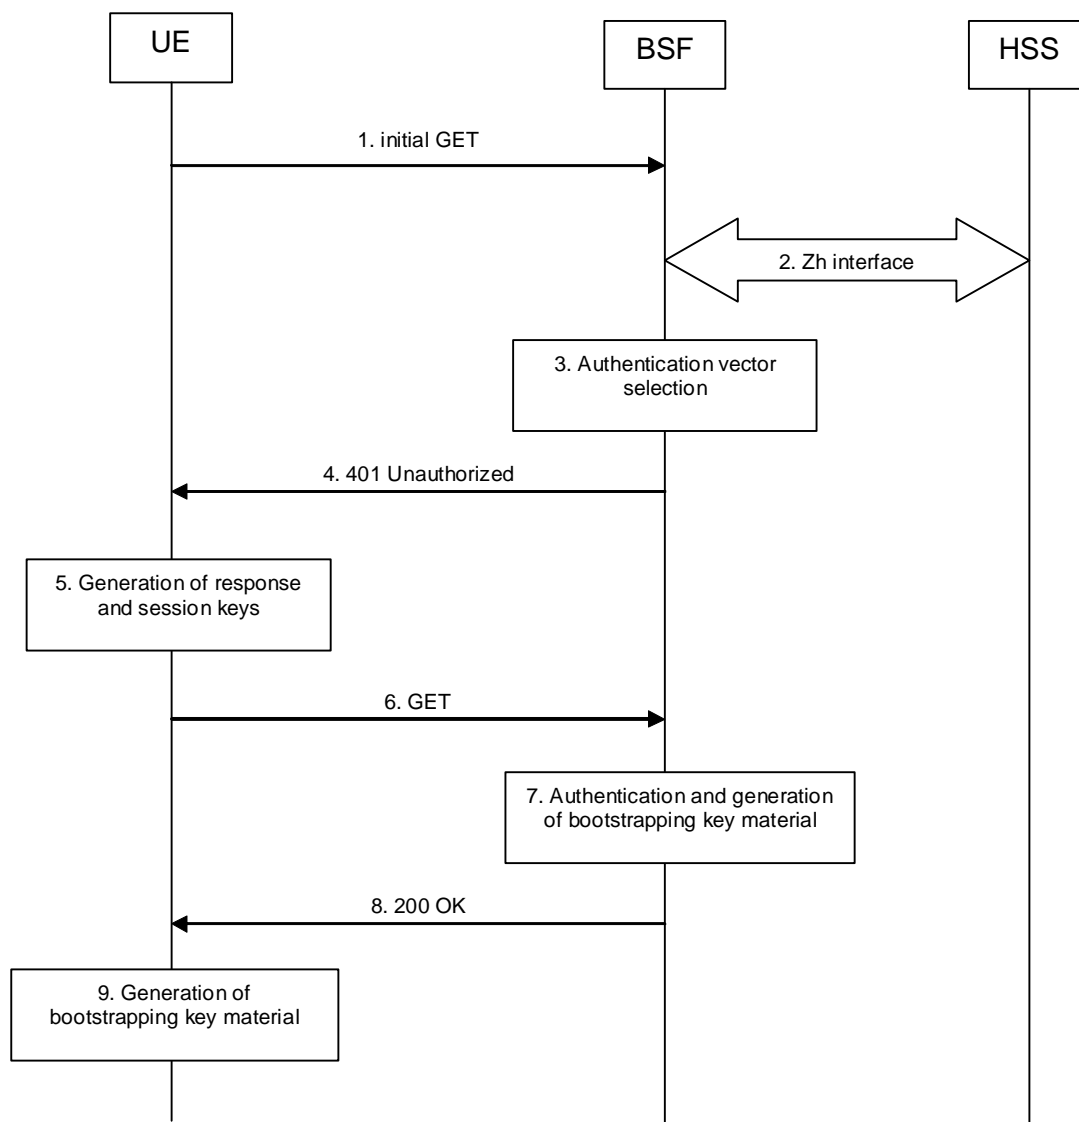 UE
BSF
HSS
1. initial GET
2. Zh interface
3. Authentication vector
selection
4. 401 Unauthorized
5. Generation of response
and session keys
6. GET
7. Authentication and generation
of bootstrapping key material
8. 200 OK
9. Generation of
bootstrapping key material